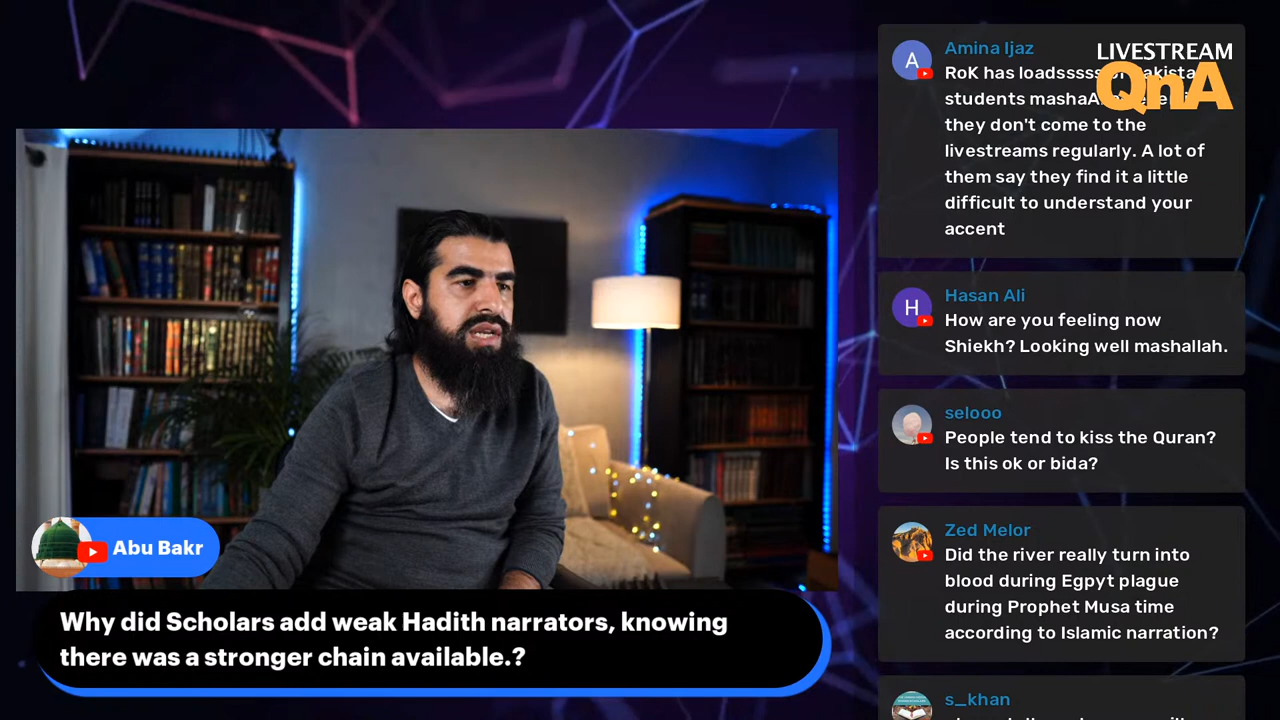 Amina Ijaz
RoK has loadsssss
students masha
they don't come to the
livestreams regularly. A lot of
them say they find it a little
difficult to understand your
accent
LIVESTREAM
QnA
Hasan Ali
How are you feeling now
Shiekh? Looking well mashallah.
selooo
People tend to kiss the Quran?
Is this ok or bida?
Zed Melor
Did the river really turn into
blood during Egpyt plague
during Prophet Musa time
according to Islamic narration?
s_khan
A
H
Abu Bakr
Why did Scholars add weak Hadith narrators, knowing
there was a stronger chain available.?